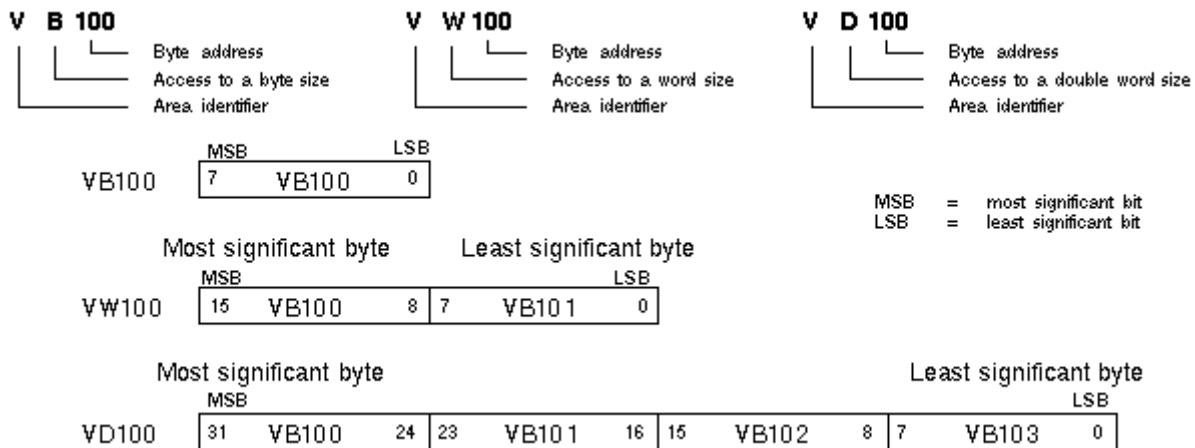 V B 100 V W 100 V D 100
Byte address Byte address Byte address
Access to a byte size Access to a word size Access to a double word size
Area identifier Area identifier Area identifier
MSB LSB
VB100 7 VB100 0
MSB = most significant bit
LSB = least significant bit
Most significant byte Least significant byte
MSB LSB
VW100 15 VB100 8 7 VB101 0
Most significant byte Least significant byte
MSB LSB
VD100 31 VB100 24 23 VB101 16 15 VB102 8 7 VB103 0